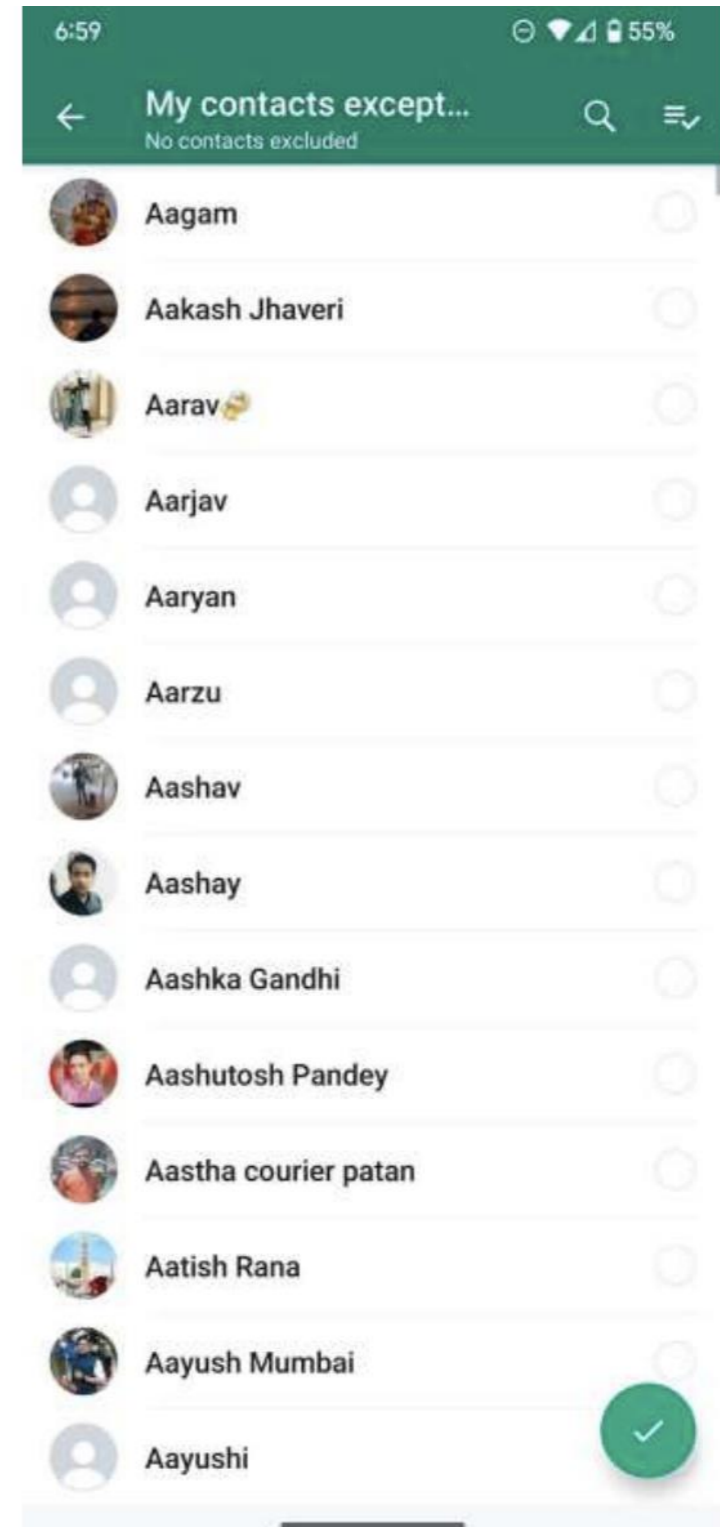 6:59 55%
My contacts except...
No contacts excluded
Aagam
Aakash Jhaveri
Aarav
Aarjav
Aaryan
Aarzu
Aashav
Aashay
Aashka Gandhi
Aashutosh Pandey
Aastha courier patan
Aatish Rana
Aayush Mumbai
Aayushi